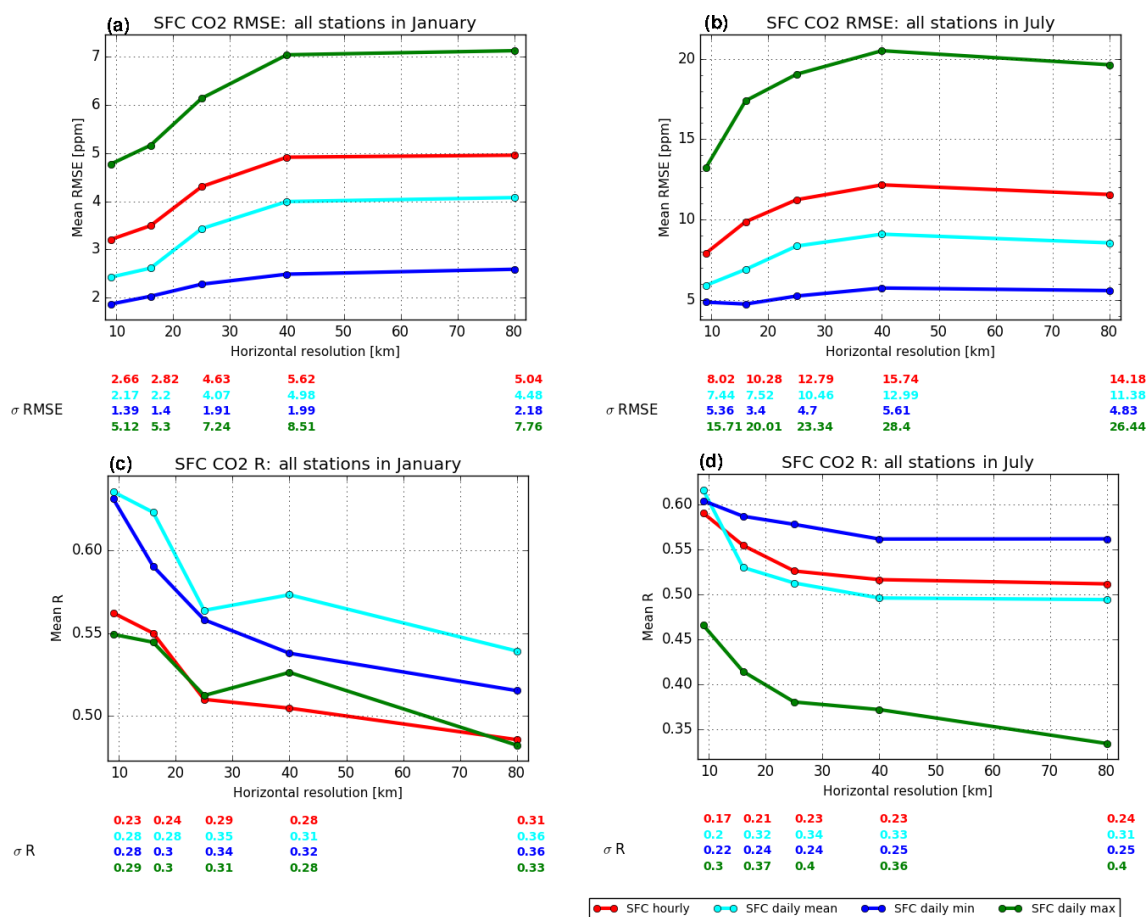 (a) SFC CO2 RMSE: all stations in January
Mean RMSE [ppm]
7
6
5
4
3
2
10 20 30 40 50 60 70 80
Horizontal resolution [km]
σ RMSE
2.66 2.82 4.63 5.62 5.04
2.17 2.2 4.07 4.98 4.48
1.39 1.4 1.91 1.99 2.18
5.12 5.3 7.24 8.51 7.76
(b) SFC CO2 RMSE: all stations in July
Mean RMSE [ppm]
20
15
10
5
10 20 30 40 50 60 70 80
Horizontal resolution [km]
σ RMSE
8.02 10.28 12.79 15.74 14.18
7.44 7.52 10.46 12.99 11.38
5.36 3.4 4.7 5.61 4.83
15.71 20.01 23.34 28.4 26.44
(c) SFC CO2 R: all stations in January
Mean R
0.60
0.55
0.50
10 20 30 40 50 60 70 80
Horizontal resolution [km]
σ R
0.23 0.24 0.29 0.28 0.31
0.28 0.28 0.35 0.31 0.36
0.28 0.3 0.34 0.32 0.36
0.29 0.3 0.31 0.28 0.33
(d) SFC CO2 R: all stations in July
Mean R
0.60
0.55
0.50
0.45
0.40
0.35
10 20 30 40 50 60 70 80
Horizontal resolution [km]
σ R
0.17 0.21 0.23 0.23 0.24
0.2 0.32 0.34 0.33 0.31
0.22 0.24 0.24 0.25 0.25
0.3 0.37 0.4 0.36 0.4
SFC hourly SFC daily mean SFC daily min SFC daily max